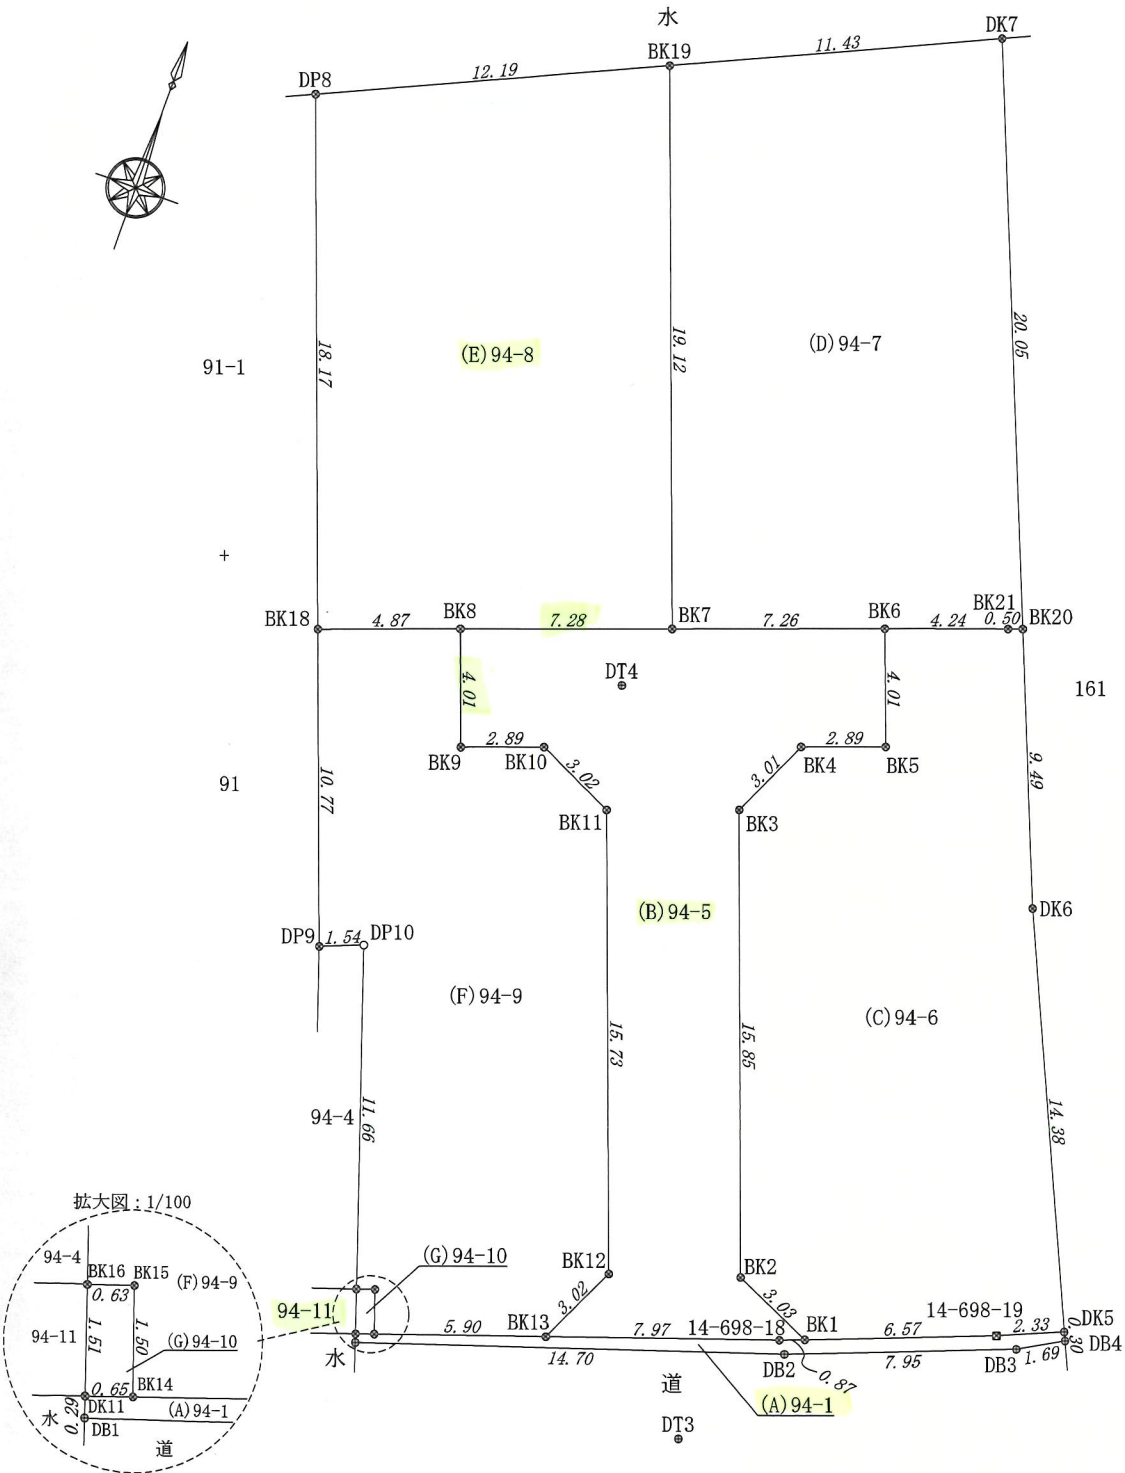 水
DK7
BK19
11.43
12.19
DP8
20.05
19.12
18.17
(D)94-7
(E)94-8
91-1
+
BK18
4.87
BK8
7.28
BK7
7.26
BK6
4.24
BK21
0.50
BK20
DT4
4.01
4.01
161
2.89
2.89
BK9
BK10
BK4
BK5
3.02
3.01
9.49
91
10.77
BK11
BK3
(B)94-5
DK6
DP9
1.54
DP10
(F)94-9
(C)94-6
15.73
15.85
94-4
11.66
14.38
拡大図:1/100
(G)94-10
BK12
BK2
94-4
BK16
BK15
(F)94-9
0.63
94-11
3.02
3.03
14-698-19
DK5
94-11
1.51
1.50
(G)94-10
5.90
BK13
7.97
14-698-18
BK1
6.57
2.33
0.30
DB4
水
14.70
DB2
7.95
DB3
1.69
0.87
0.65
BK14
DK11
(A)94-1
水
0.29
DB1
道
道
(A)94-1
DT3